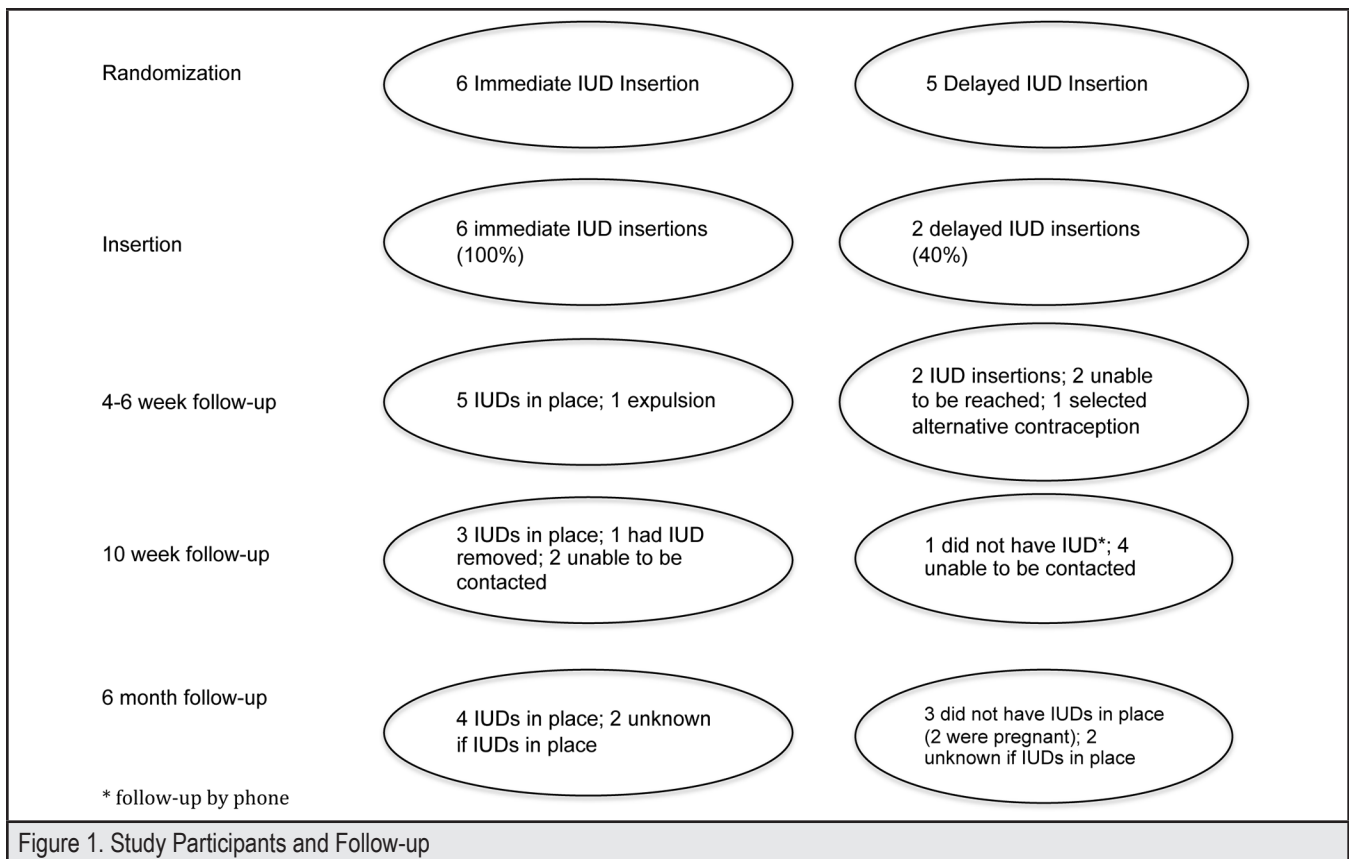 Randomization
6 Immediate IUD Insertion
5 Delayed IUD Insertion
Insertion
6 immediate IUD insertions
(100%)
2 delayed IUD insertions
(40%)
4-6 week follow-up
5 IUDs in place; 1 expulsion
2 IUD insertions; 2 unable
to be reached; 1 selected
alternative contraception
10 week follow-up
3 IUDs in place; 1 had IUD
removed; 2 unable to be
contacted
1 did not have IUD*; 4
unable to be contacted
6 month follow-up
4 IUDs in place; 2 unknown
if IUDs in place
3 did not have IUDs in place
(2 were pregnant); 2
unknown if IUDs in place
* follow-up by phone
Figure 1. Study Participants and Follow-up